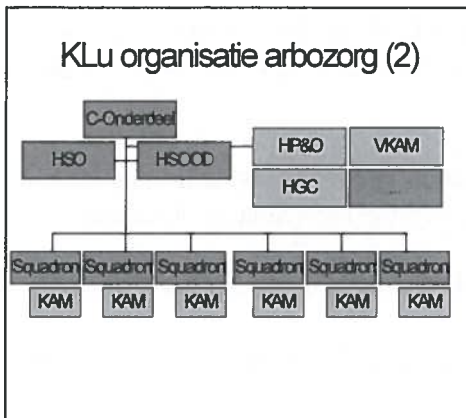 KLu organisatie arbozorg (2)
C-Onderdeel
HSO HSOOD HP&O VKAM
HGC ...
Squadron Squadron Squadron Squadron Squadron Squadron
KAM KAM KAM KAM KAM KAM